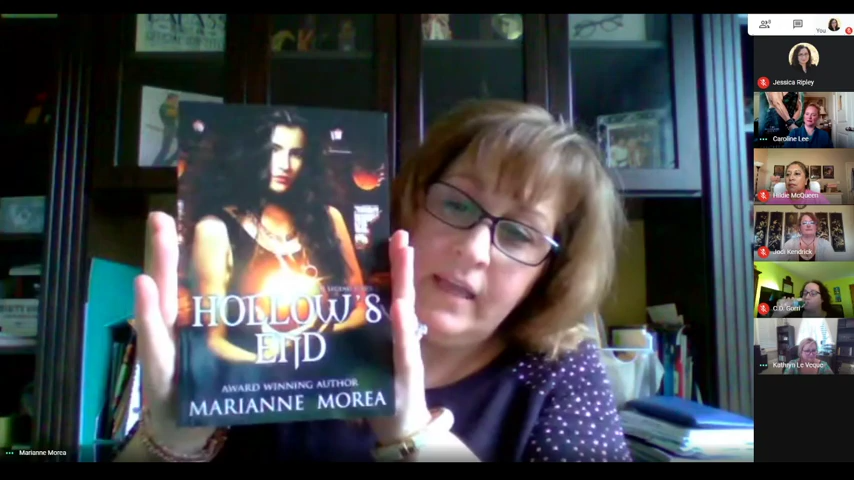 You
Jessica Ripley
Caroline Lee
Hildie McQueen
Jodi Kendrick
Kathryn Le Veque
HOLLOW'S
END
AWARD WINNING AUTHOR
MARIANNE MOREA
Marianne Morea